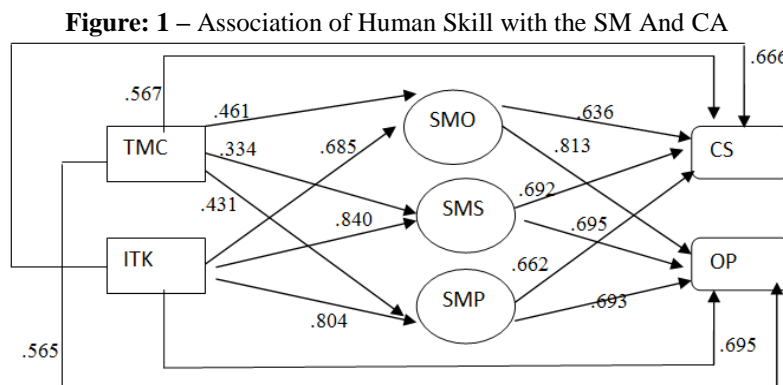 Figure: 1 – Association of Human Skill with the SM And CA
.666
.567
.461
.636
SMO
TMC
.685
.813
CS
.334
.692
SMS
.431
.840
.695
ITK
.662
OP
SMP
.693
.804
.565
.695